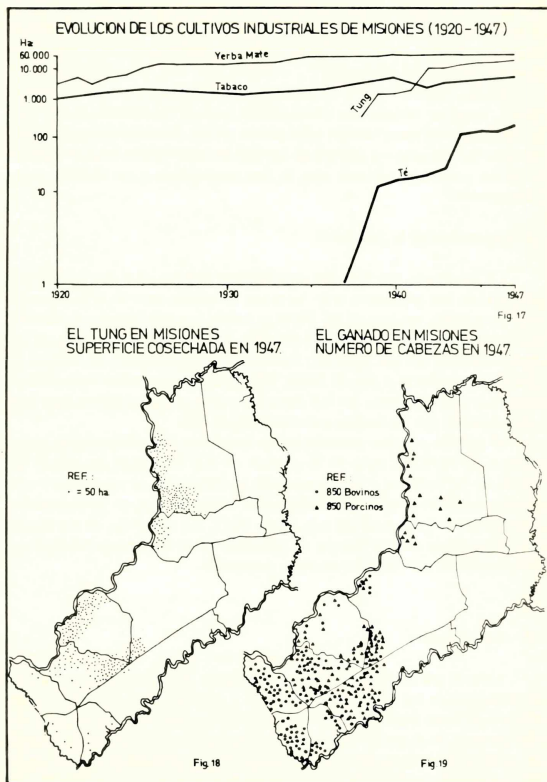 EVOLUCION DE LOS CULTIVOS INDUSTRIALES DE MISIONES (1920-1947)
Ha:
60.000
10.000
1.000
100
10
1
Yerba Mate
Tabaco
Tung
Té
1920
1930
1940
1947
Fig. 17
EL TUNG EN MISIONES
SUPERFICIE COSECHADA EN 1947.
REF.:
· = 50 ha.
Fig. 18
EL GANADO EN MISIONES
NUMERO DE CABEZAS EN 1947
REF.:
• 850 Bovinos
▲ 850 Porcinos
Fig. 19